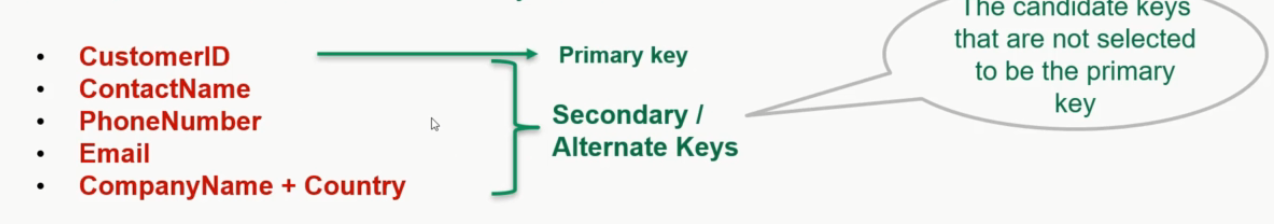 The candidate keys
that are not selected
to be the primary
key
• CustomerID
Primary key
• ContactName
• PhoneNumber
Secondary /
Alternate Keys
• Email
• CompanyName + Country